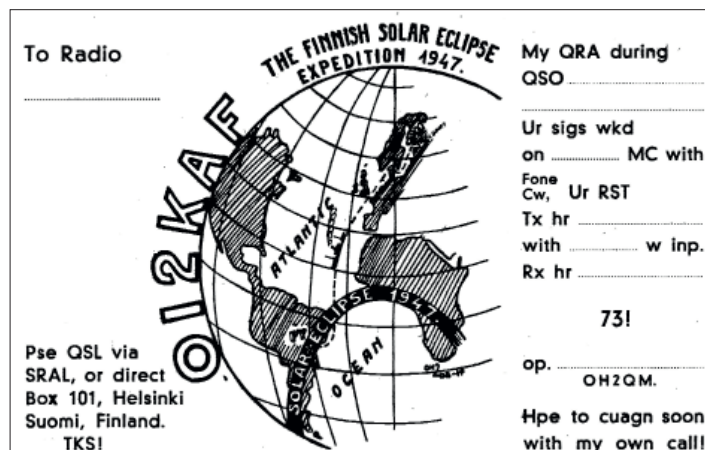 To Radio
THE FINNISH SOLAR ECLIPSE
EXPEDITION 1947.
OI2KAF
ATLANTIC
OCEAN
SOLAR ECLIPSE 1947.
Pse QSL via
SRAL, or direct
Box 101, Helsinki
Suomi, Finland.
TKS!
My QRA during
QSO
Ur sigs wkd
on MC with
Fone
Cw, Ur RST
Tx hr
with w inp.
Rx hr
73!
op.
OH2QM.
Hpe to cuagn soon
with my own call!